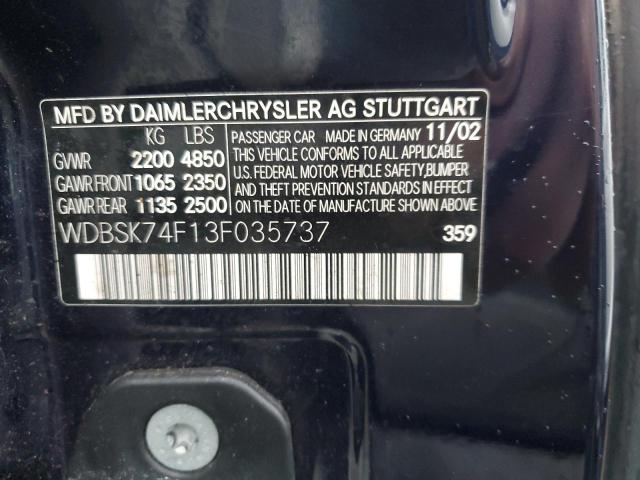 MFD BY DAIMLERCHRYSLER AG STUTTGART
KG LBS
GVWR 2200 4850
GAWR FRONT 1065 2350
GAWR REAR 1135 2500
PASSENGER CAR MADE IN GERMANY 11/02
THIS VEHICLE CONFORMS TO ALL APPLICABLE
U.S. FEDERAL MOTOR VEHICLE SAFETY,BUMPER
AND THEFT PREVENTION STANDARDS IN EFFECT
ON THE DATE OF MANUFACTURE SHOWN ABOVE.
WDBSK74F13F035737 359